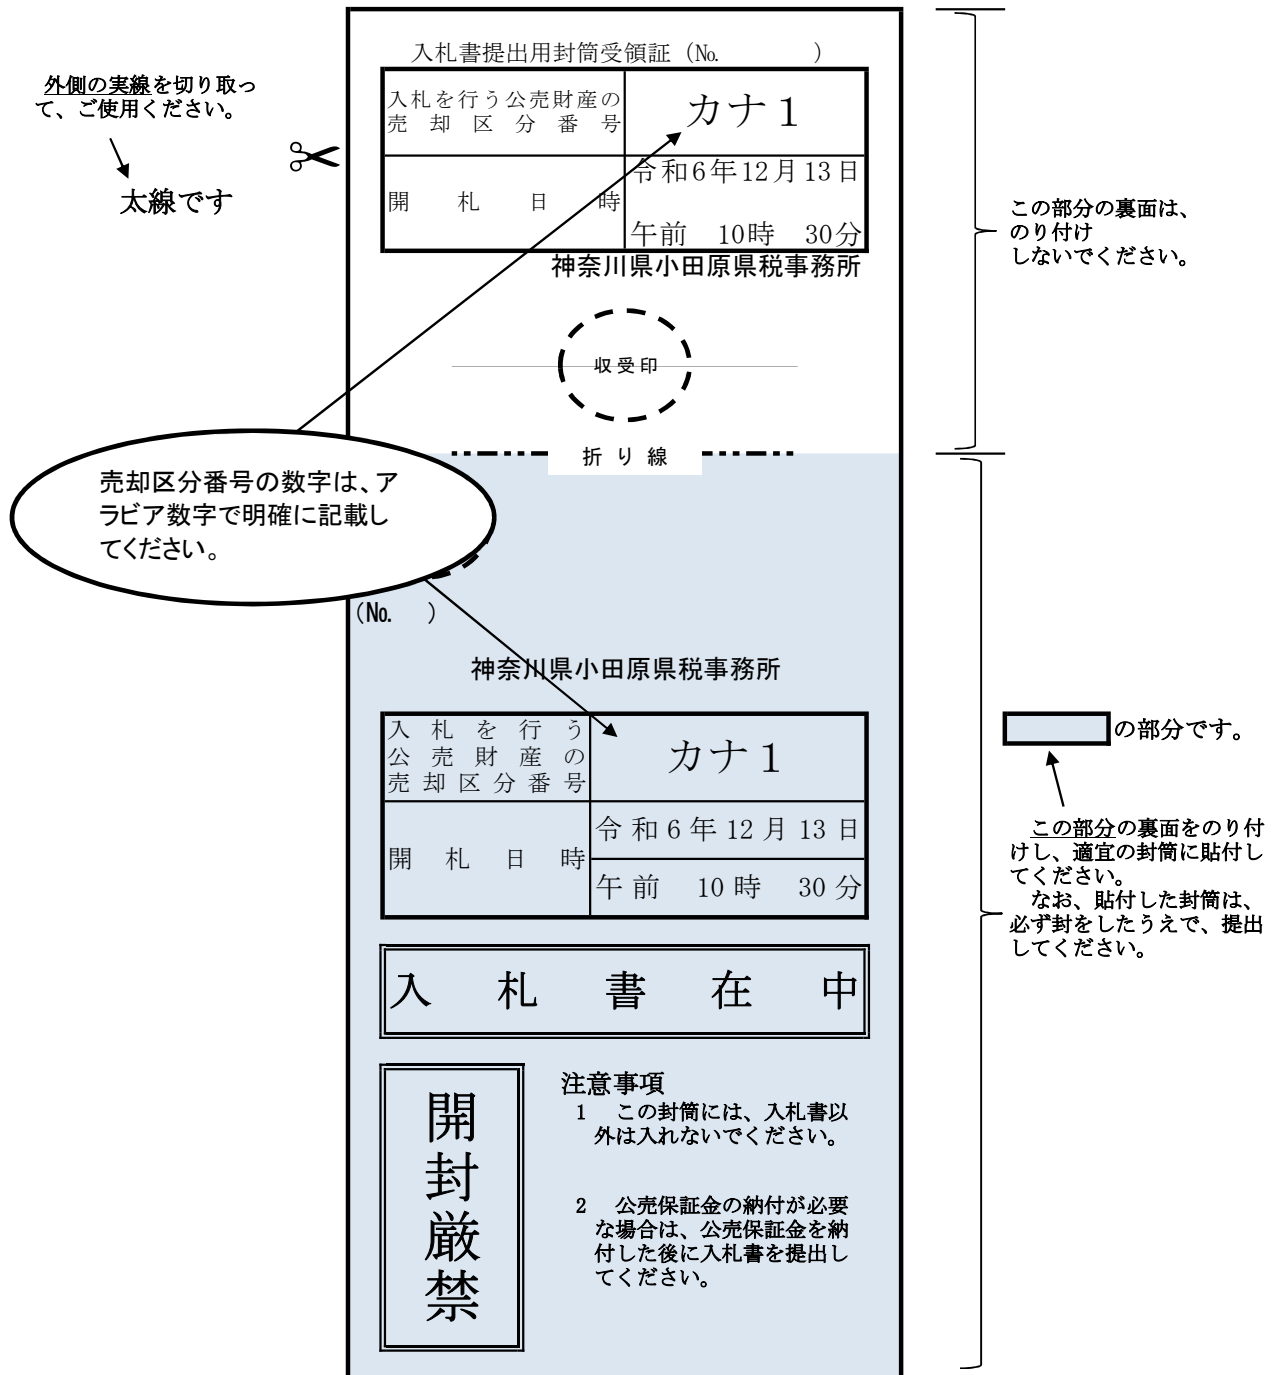 入札書提出用封筒受領証（№　　　　）
外側の実線を切り取っ
て、ご使用ください。
太線です
入札を行う公売財産の
売却区分番号
カナ１
開札日時
令和6年12月13日
午前　10時　30分
神奈川県小田原県税事務所
この部分の裏面は、
のり付け
しないでください。
収受印
折り線
売却区分番号の数字は、ア
ラビア数字で明確に記載し
てください。
（№　）
神奈川県小田原県税事務所
入札を行う
公売財産の
売却区分番号
カナ１
開札日時
令和6年12月13日
午前　10時　30分
の部分です。
この部分の裏面をのり付
けし、適宜の封筒に貼付し
てください。
なお、貼付した封筒は、
必ず封をしたうえで、提出
してください。
入札書在中
開封厳禁
注意事項
1　この封筒には、入札書以
外は入れないでください。
2　公売保証金の納付が必要
な場合は、公売保証金を納
付した後に入札書を提出し
てください。